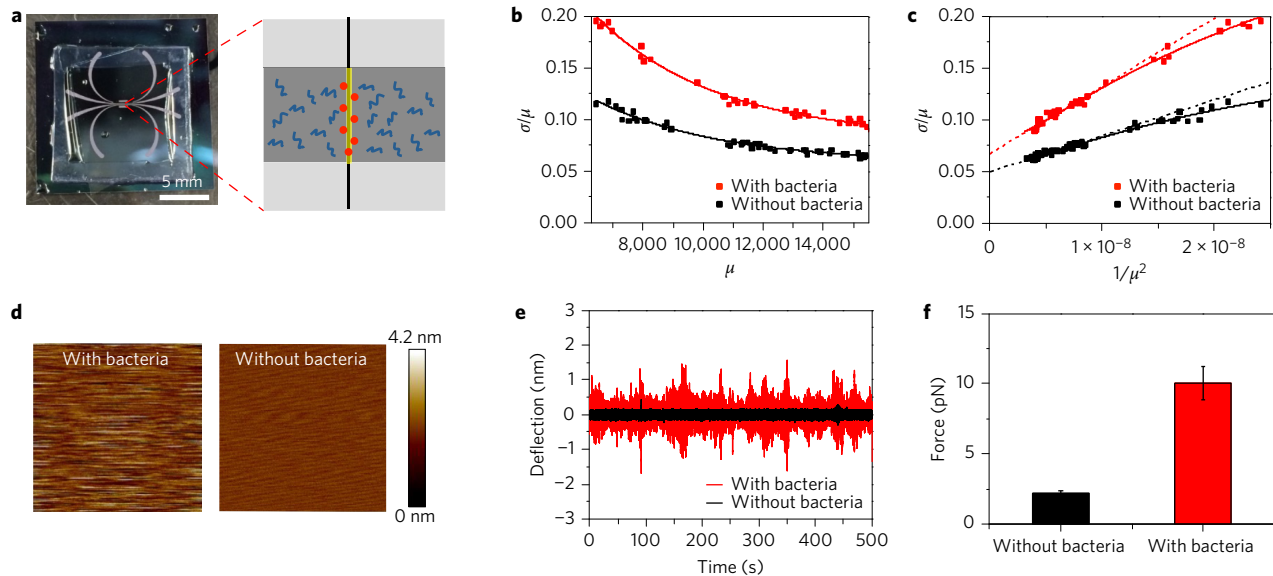 a
5 mm
b
σ/μ
0.20
0.15
0.10
0.05
0.00
With bacteria
Without bacteria
8,000 10,000 12,000 14,000
μ
c
σ/μ
0.20
0.15
0.10
0.05
0.00
With bacteria
Without bacteria
0 1 × 10⁻⁸ 2 × 10⁻⁸
1/μ²
d
With bacteria
Without bacteria
4.2 nm
0 nm
e
Deflection (nm)
3
2
1
0
−1
−2
−3
With bacteria
Without bacteria
0 100 200 300 400 500
Time (s)
f
Force (pN)
15
10
5
0
Without bacteria With bacteria